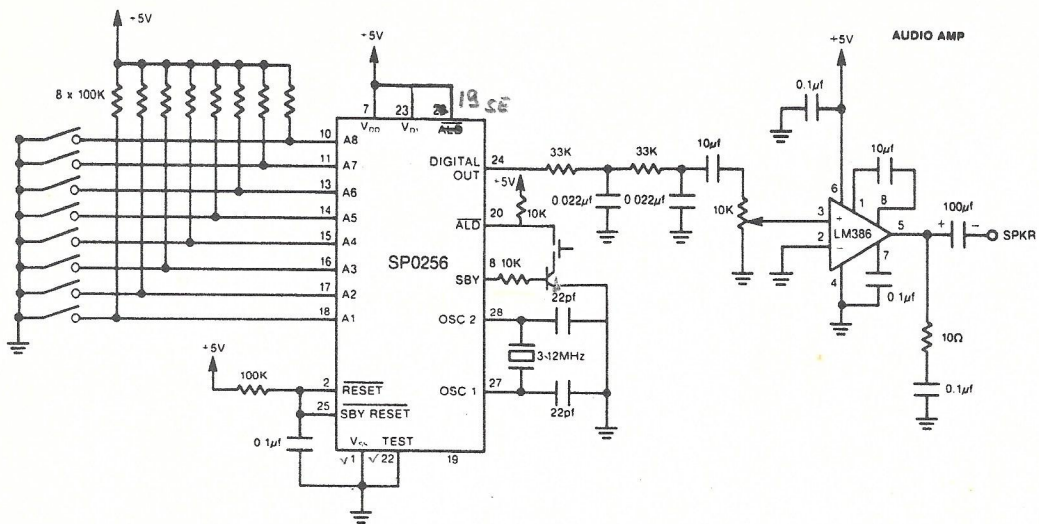 +5V
8 x 100K
10 A8
11 A7
13 A6
14 A5
15 A4
16 A3
17 A2
18 A1
+5V
7 23 19 SE
VDD ALD
SP0256
DIGITAL OUT 24
33K 33K
0 022µf 0 022µf
10µf
10K
+5V
10K
ALD 20
SBY 8 10K
22pf
OSC 2 28
3.12MHz
OSC 1 27
22pf
+5V
100K
2 RESET
25 SBY RESET
0 1µf
TEST
√1 √22 19
AUDIO AMP
+5V
0.1µf
10µf
6 1 8
3 +
2 −
LM386
5
4 7
100µf
+ −
SPKR
0.1µf
10Ω
0.1µf